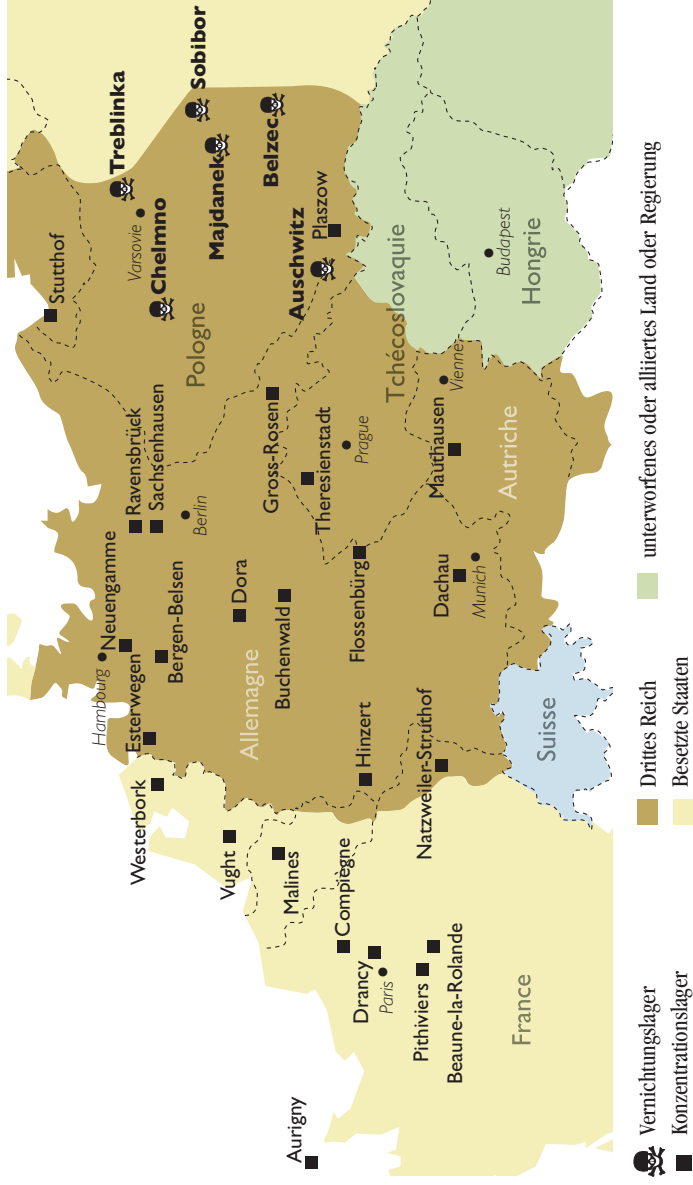 Stutthof
Treblinka
Sobibor
Varsovie
Chelmno
Majdanek
Belzec
Pologne
Auschwitz
Plaszow
Tchécoslovaquie
Budapest
Hongrie
Hambourg
Neuengamme
Ravensbrück
Sachsenhausen
Berlin
Esterwegen
Bergen-Belsen
Dora
Buchenwald
Allemagne
Gross-Rosen
Theresienstadt
Prague
Flossenbürg
Mauthausen
Vienne
Dachau
Munich
Autriche
Westerbork
Vught
Malines
Hinzert
Natzweiler-Struthof
Suisse
Compiegne
Drancy
Paris
Pithiviers
Beaune-la-Rolande
France
Aurigny
Vernichtungslager
Konzentrationslager
Drittes Reich
Besetzte Staaten
unterworfenes oder alliiertes Land oder Regierung